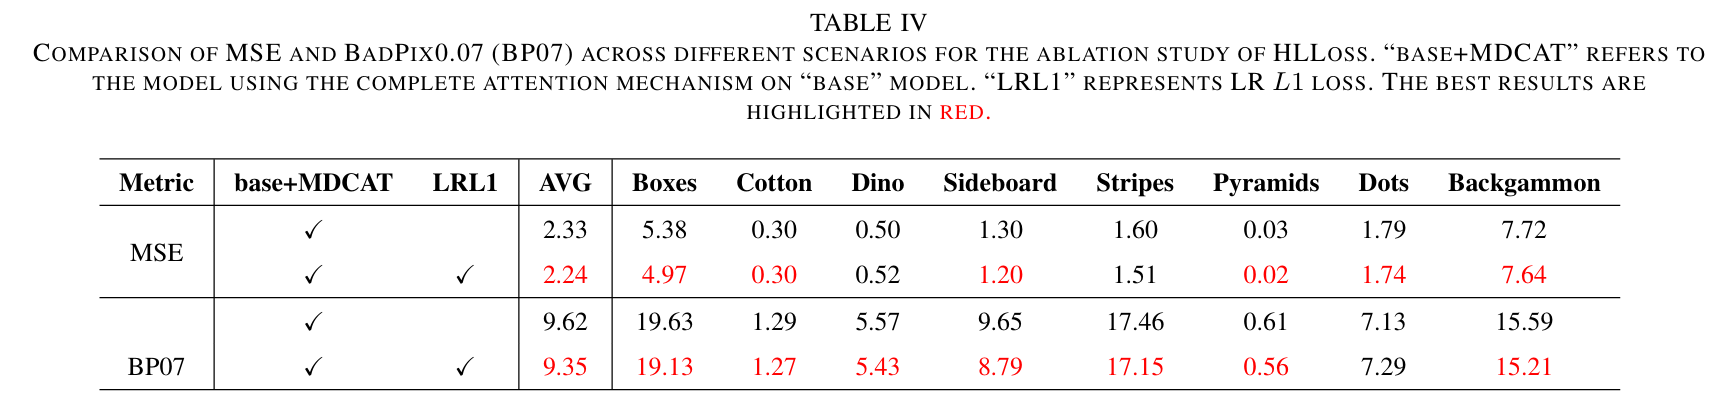 TABLE IV
COMPARISON OF MSE AND BADPIX0.07 (BP07) ACROSS DIFFERENT SCENARIOS FOR THE ABLATION STUDY OF HLLOSS. “BASE+MDCAT” REFERS TO
THE MODEL USING THE COMPLETE ATTENTION MECHANISM ON “BASE” MODEL. “LRL1” REPRESENTS LR L1 LOSS. THE BEST RESULTS ARE
HIGHLIGHTED IN RED.
Metric base+MDCAT LRL1 AVG Boxes Cotton Dino Sideboard Stripes Pyramids Dots Backgammon
MSE
✓ 2.33 5.38 0.30 0.50 1.30 1.60 0.03 1.79 7.72
✓ ✓ 2.24 4.97 0.30 0.52 1.20 1.51 0.02 1.74 7.64
BP07
✓ 9.62 19.63 1.29 5.57 9.65 17.46 0.61 7.13 15.59
✓ ✓ 9.35 19.13 1.27 5.43 8.79 17.15 0.56 7.29 15.21